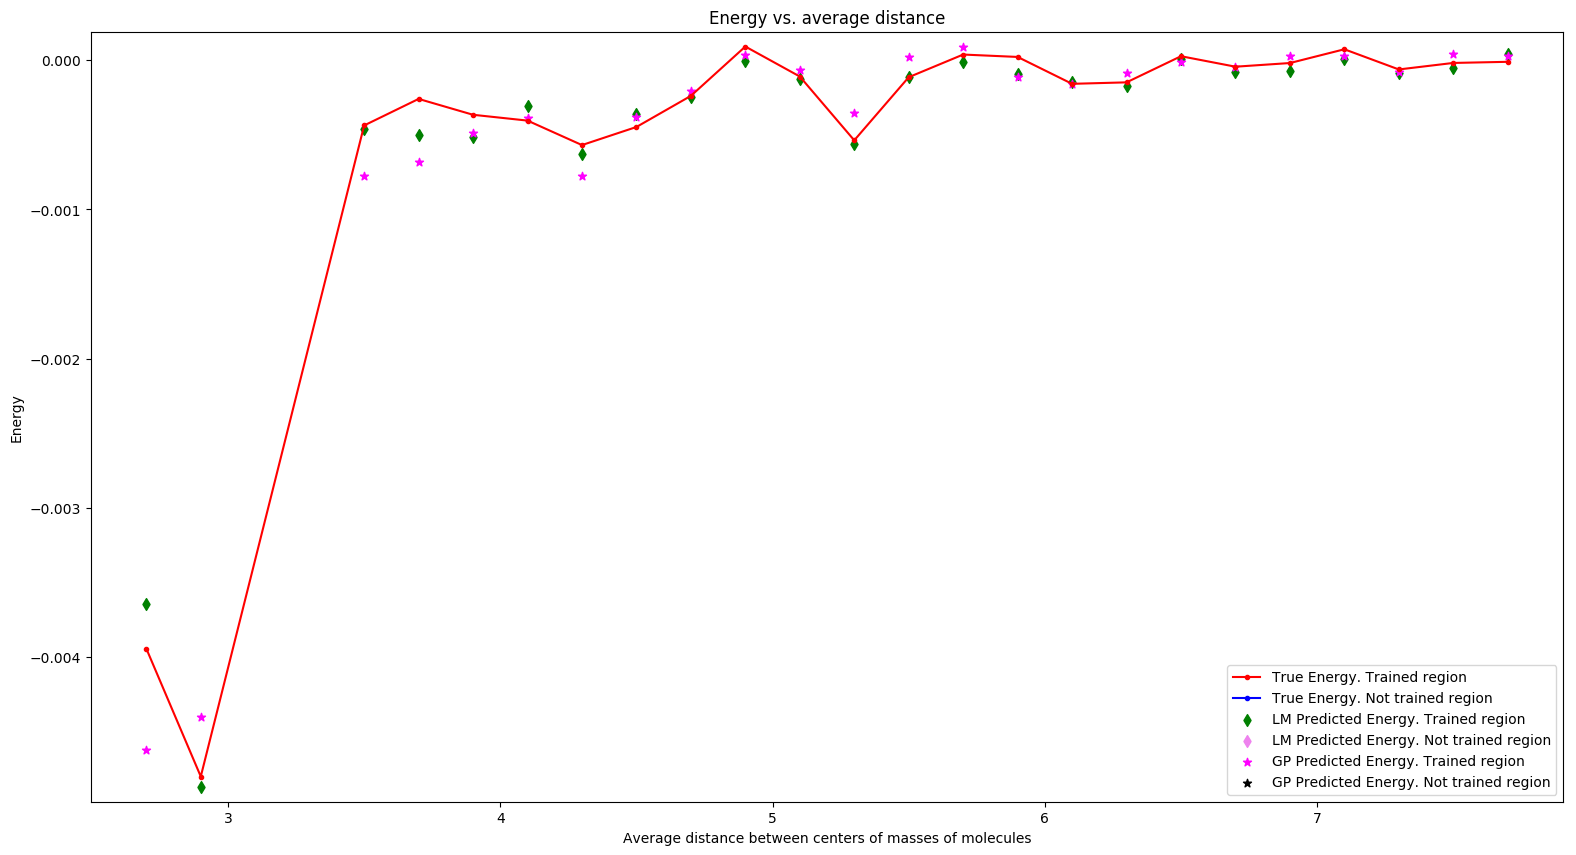 Energy vs. average distance
0.000
−0.001
−0.002
−0.003
−0.004
Energy
3 4 5 6 7
Average distance between centers of masses of molecules
True Energy. Trained region
True Energy. Not trained region
LM Predicted Energy. Trained region
LM Predicted Energy. Not trained region
GP Predicted Energy. Trained region
GP Predicted Energy. Not trained region